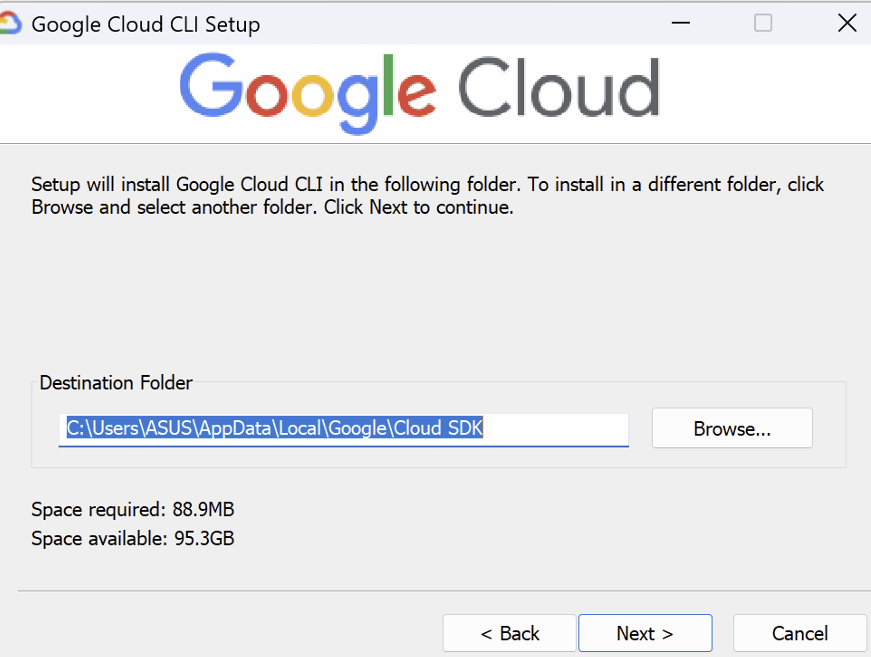 Google Cloud CLI Setup
Google Cloud
Setup will install Google Cloud CLI in the following folder. To install in a different folder, click
Browse and select another folder. Click Next to continue.
Destination Folder
C:\Users\ASUS\AppData\Local\Google\Cloud SDK
Browse...
Space required: 88.9MB
Space available: 95.3GB
< Back
Next >
Cancel